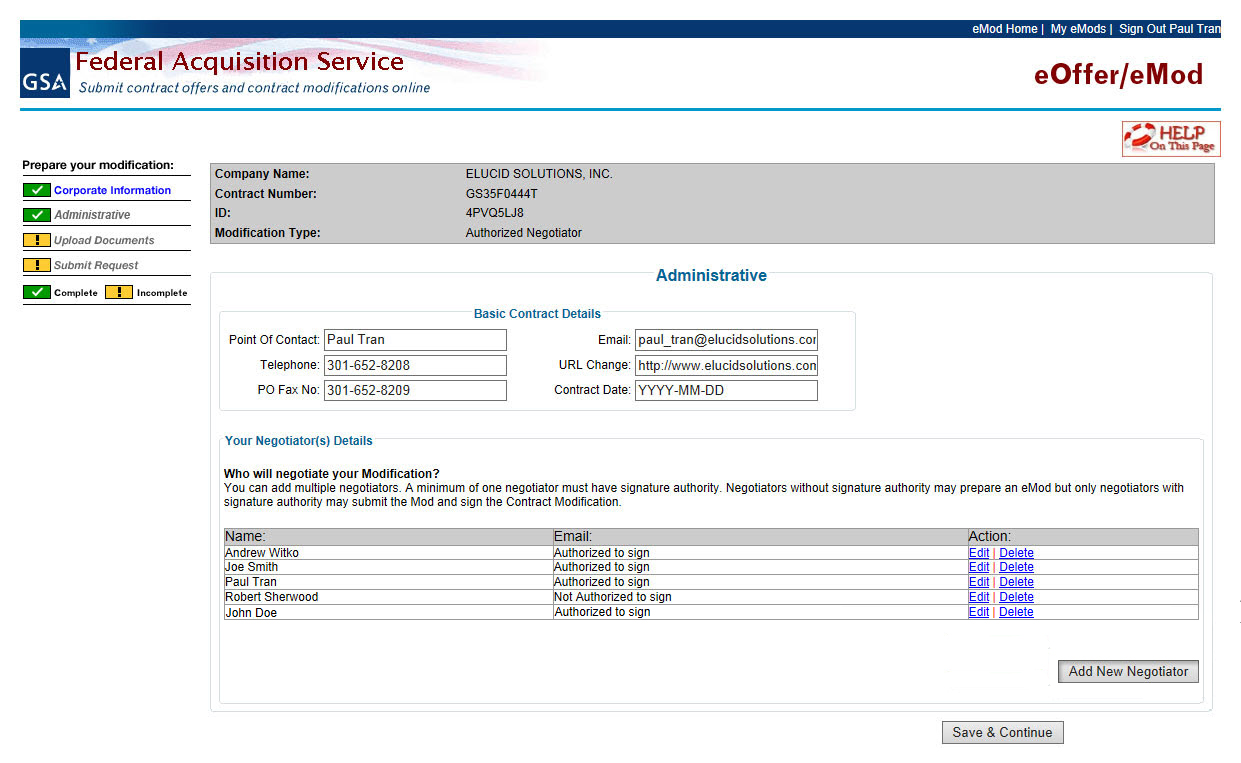 eMod Home | My eMods | Sign Out Paul Tran
GSA
Federal Acquisition Service
Submit contract offers and contract modifications online
eOffer/eMod
HELP
On This Page
Prepare your modification:
Corporate Information
Administrative
Upload Documents
Submit Request
Complete ! Incomplete
Company Name: ELUCID SOLUTIONS, INC.
Contract Number: GS35F0444T
ID: 4PVQ5LJ8
Modification Type: Authorized Negotiator
Administrative
Basic Contract Details
Point Of Contact: Paul Tran Email: paul_tran@elucidsolutions.cor
Telephone: 301-652-8208 URL Change: http://www.elucidsolutions.con
PO Fax No: 301-652-8209 Contract Date: YYYY-MM-DD
Your Negotiator(s) Details
Who will negotiate your Modification?
You can add multiple negotiators. A minimum of one negotiator must have signature authority. Negotiators without signature authority may prepare an eMod but only negotiators with
signature authority may submit the Mod and sign the Contract Modification.
Name: Email: Action:
Andrew Witko Authorized to sign Edit | Delete
Joe Smith Authorized to sign Edit | Delete
Paul Tran Authorized to sign Edit | Delete
Robert Sherwood Not Authorized to sign Edit | Delete
John Doe Authorized to sign Edit | Delete
Add New Negotiator
Save & Continue